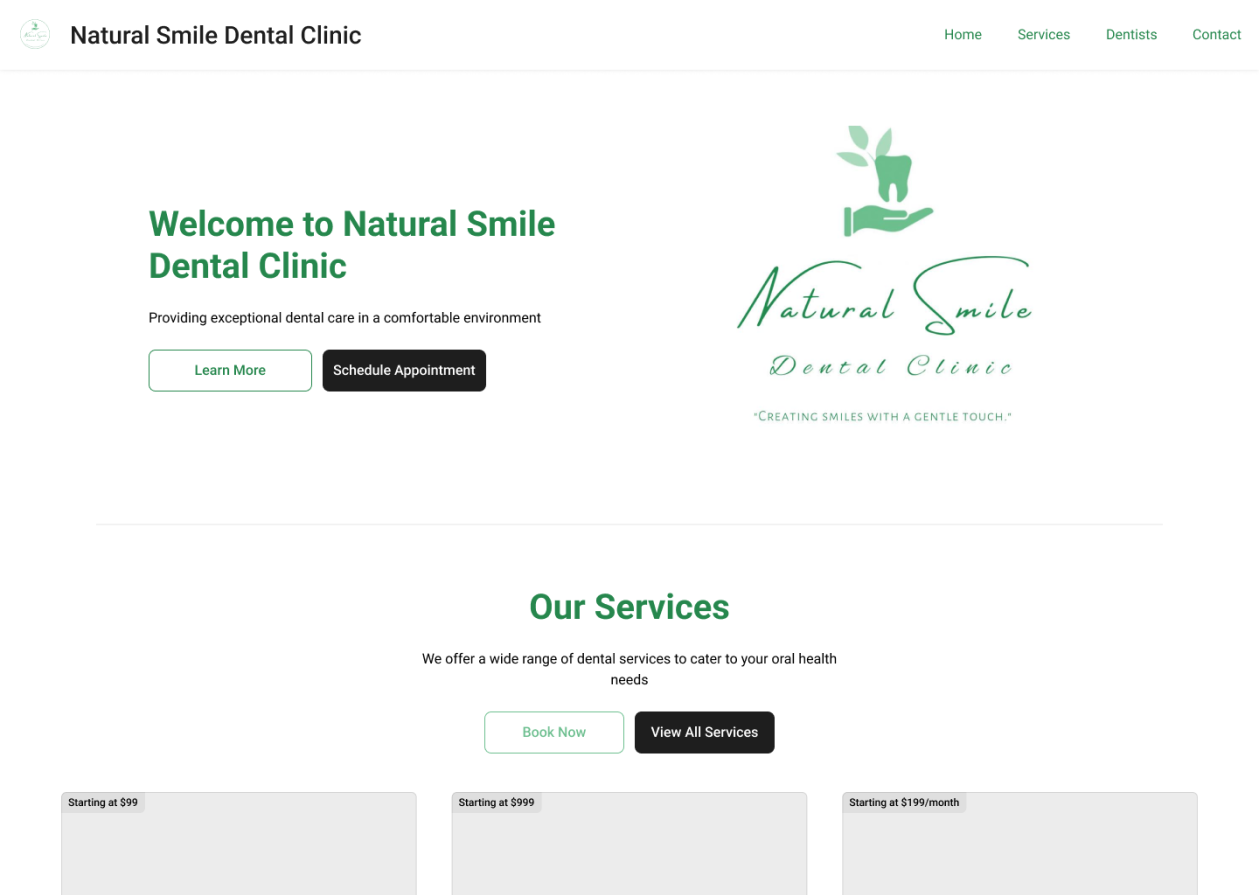 Natural Smile Dental Clinic
Home Services Dentists Contact
Welcome to Natural Smile
Dental Clinic
Providing exceptional dental care in a comfortable environment
Learn More
Schedule Appointment
Natural Smile
Dental Clinic
"Creating smiles with a gentle touch."
Our Services
We offer a wide range of dental services to cater to your oral health
needs
Book Now
View All Services
Starting at $99
Starting at $999
Starting at $199/month